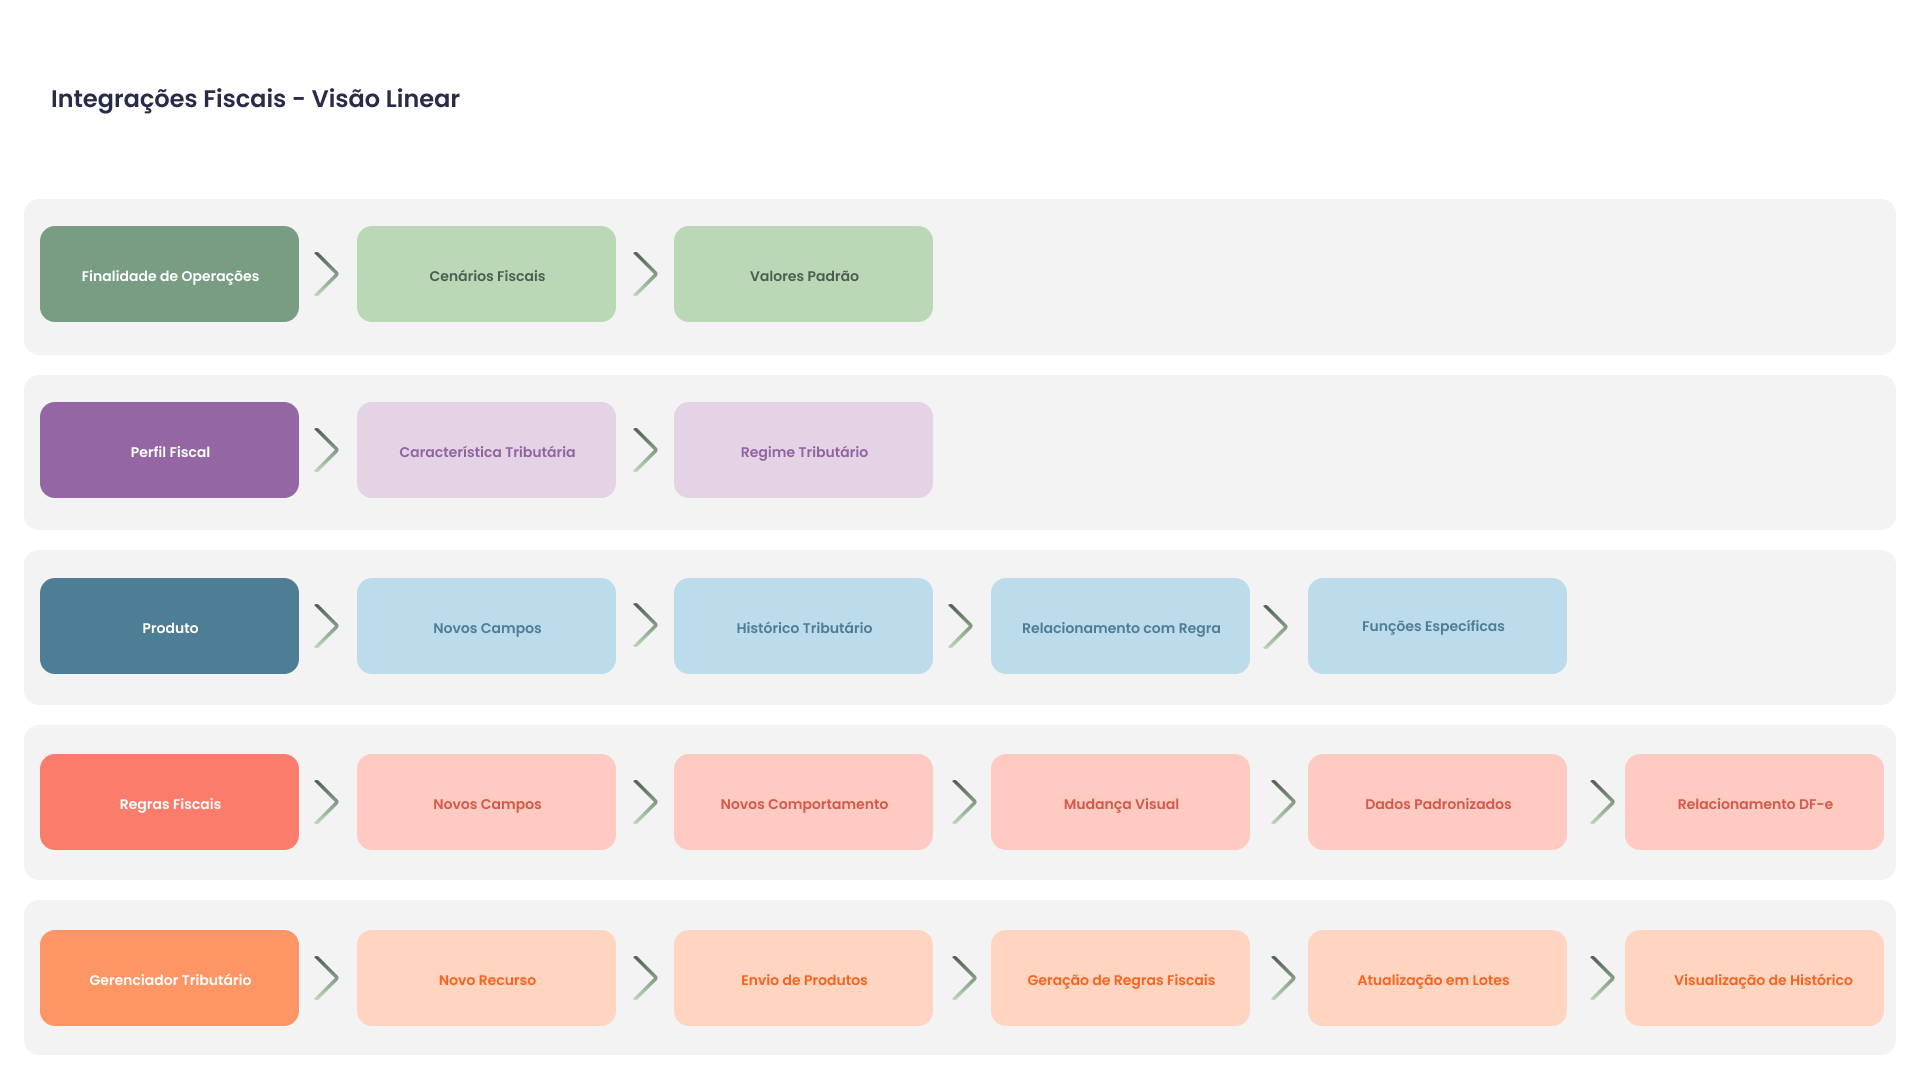 Integrações Fiscais - Visão Linear
Finalidade de Operações
Cenários Fiscais
Valores Padrão
Perfil Fiscal
Característica Tributária
Regime Tributário
Produto
Novos Campos
Histórico Tributário
Relacionamento com Regra
Funções Específicas
Regras Fiscais
Novos Campos
Novos Comportamento
Mudança Visual
Dados Padronizados
Relacionamento DF-e
Gerenciador Tributário
Novo Recurso
Envio de Produtos
Geração de Regras Fiscais
Atualização em Lotes
Visualização de Histórico